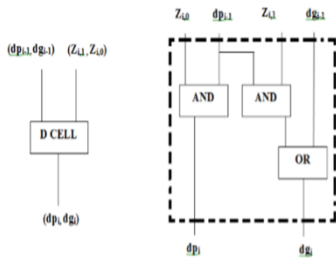 Zi,0 dpi-1 Zi,1 dgi-1
(dpi-1,dgi-1) (Zi,1, Zi,0)
AND AND
D CELL
OR
(dpi, dgi)
dpi dgi